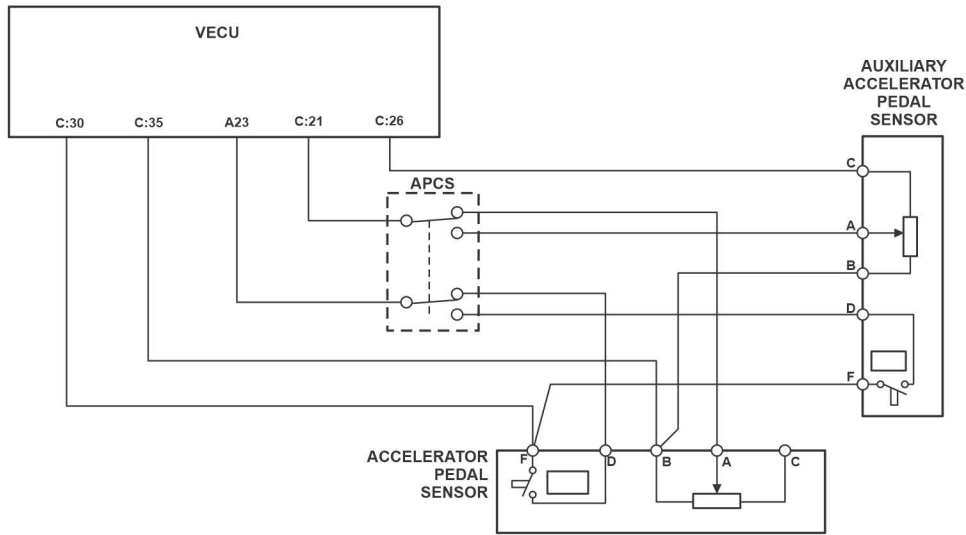 VECU
C:30 C:35 A23 C:21 C:26
AUXILIARY
ACCELERATOR
PEDAL
SENSOR
C
APCS
A
B
D
F
ACCELERATOR
PEDAL
SENSOR
F D B A C